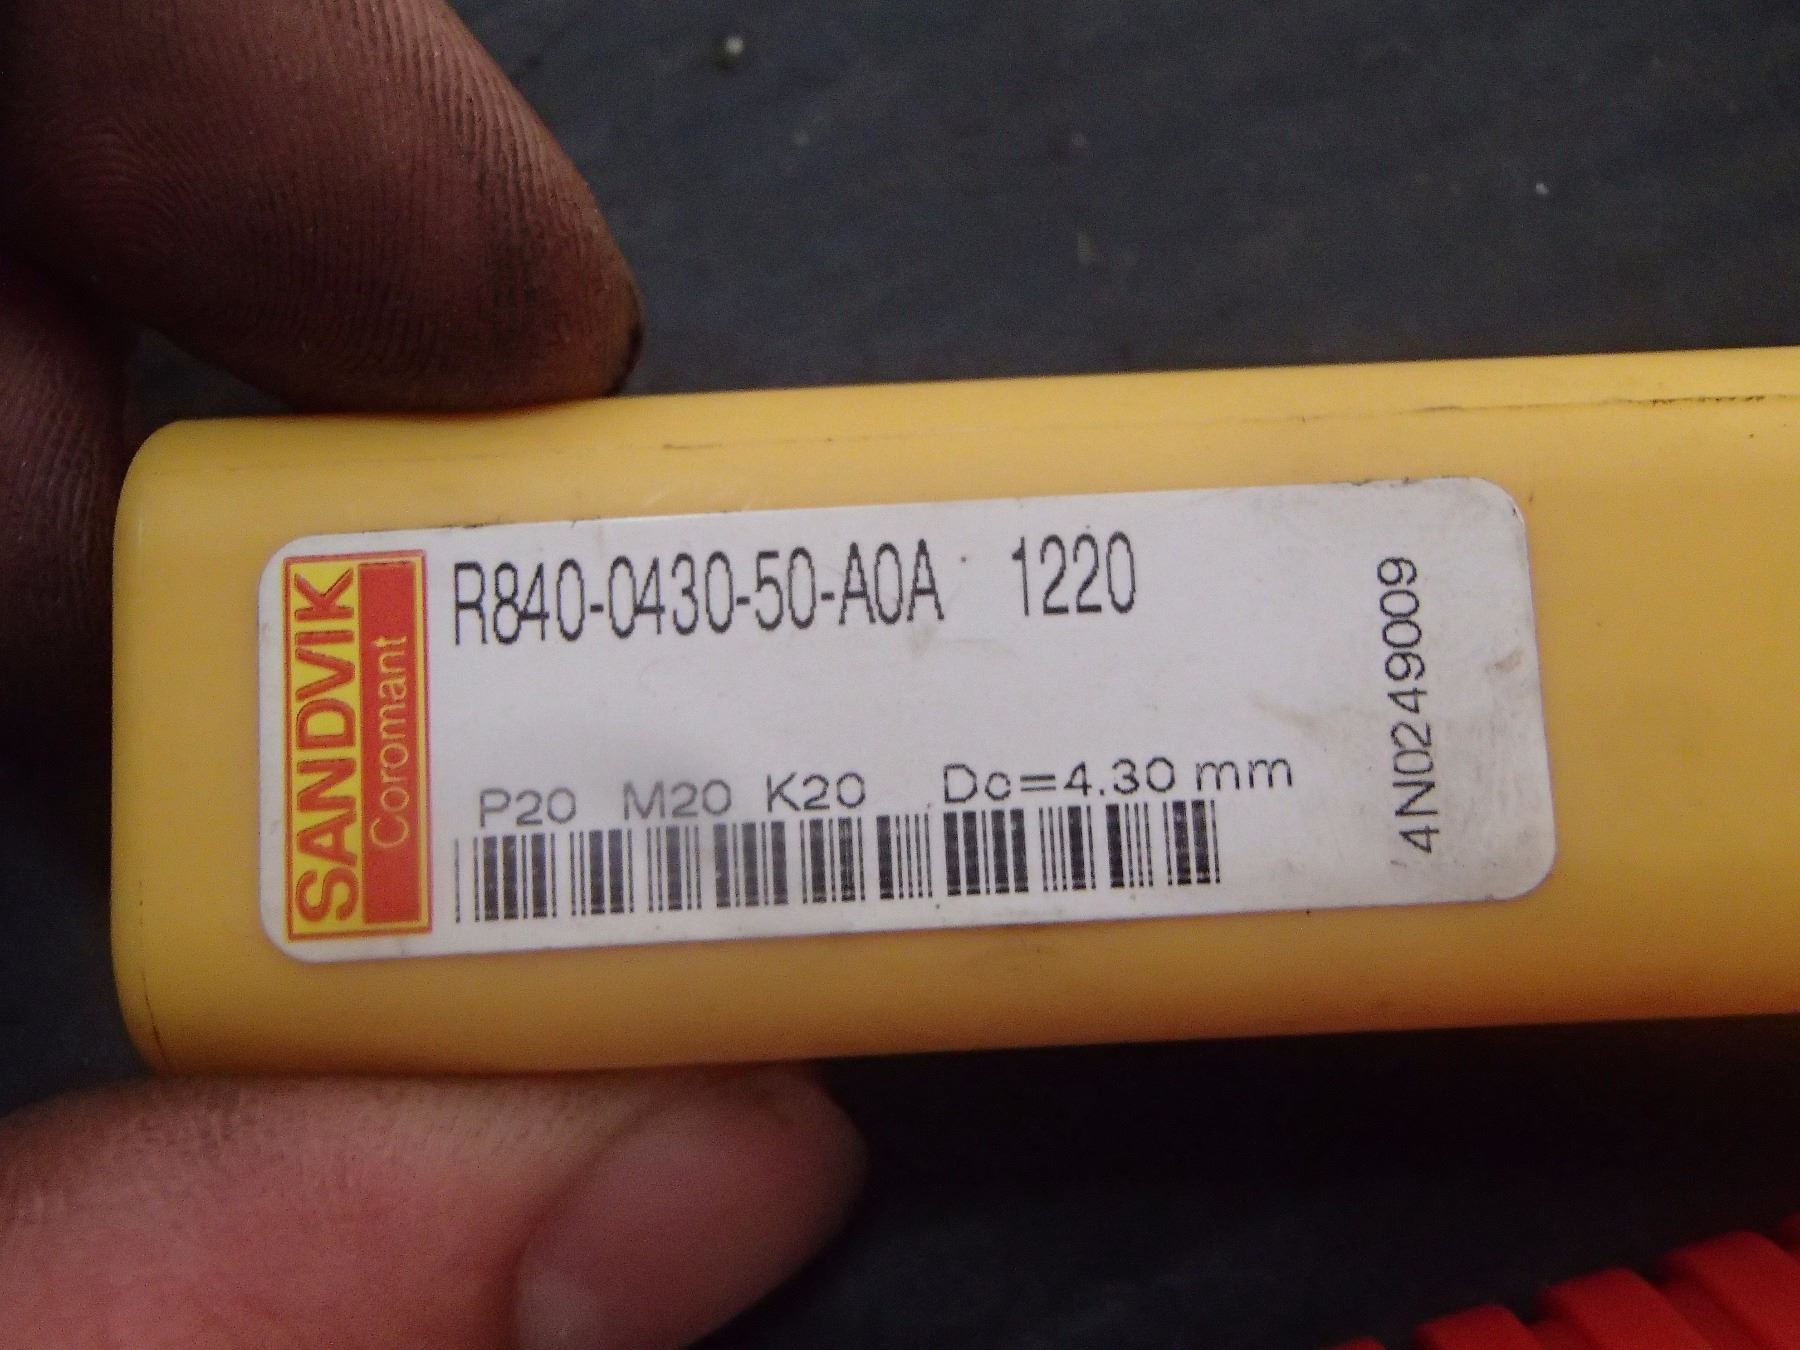 SANDVIK
Coromant
R840-0430-50-A0A 1220
P20 M20 K20 Dc=4.30 mm
4N0249009